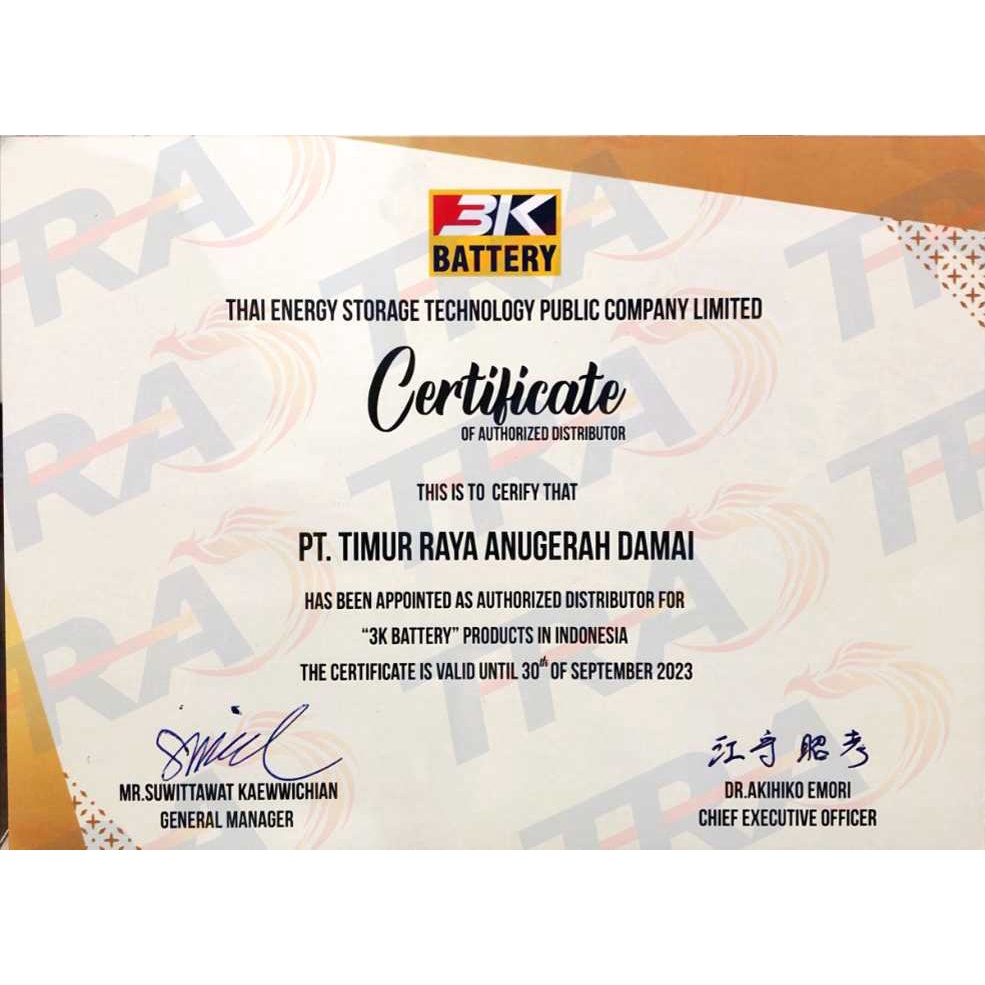 3K
BATTERY
THAI ENERGY STORAGE TECHNOLOGY PUBLIC COMPANY LIMITED
Certificate
OF AUTHORIZED DISTRIBUTOR
THIS IS TO CERIFY THAT
PT. TIMUR RAYA ANUGERAH DAMAI
HAS BEEN APPOINTED AS AUTHORIZED DISTRIBUTOR FOR
“3K BATTERY” PRODUCTS IN INDONESIA
THE CERTIFICATE IS VALID UNTIL 30th OF SEPTEMBER 2023
江守 昭彦
MR.SUWITTAWAT KAEWWICHIAN
DR.AKIHIKO EMORI
GENERAL MANAGER
CHIEF EXECUTIVE OFFICER
TRA